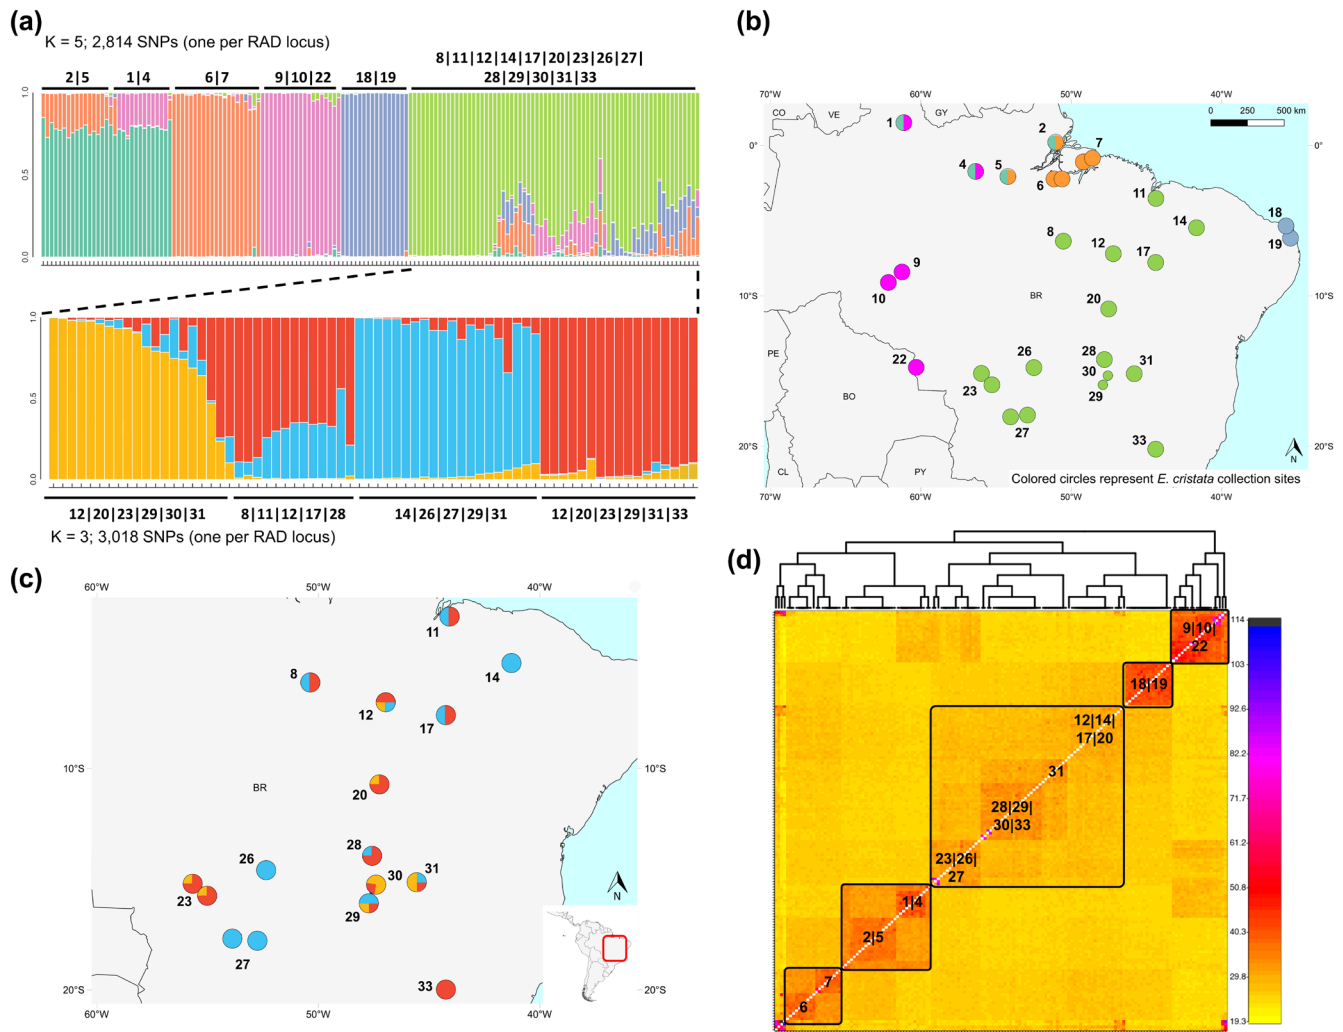 (a)
K = 5; 2,814 SNPs (one per RAD locus)
8|11|12|14|17|20|23|26|27|
2|5 1|4 6|7 9|10|22 18|19 28|29|30|31|33
1.0
0.5
0.0
1.0
0.5
0.0
12|20|23|29|30|31 8|11|12|17|28 14|26|27|29|31 12|20|23|29|31|33
K = 3; 3,018 SNPs (one per RAD locus)
(b)
CO VE GY
0 250 500 km
1 2 7
0°
4 5 6
11
14 18
8 12 17 19
9
10
10°S
BR 20
PE
22 26 28 31
30
23 29
BO
27
33
20°S
CL PY
N
Colored circles represent E. cristata collection sites
70°W 60°W 50°W 40°W
(c)
60°W 50°W 40°W
11
14
8
12
17
10°S 10°S
BR 20
28
26
30 31
23
29
N
27
33
20°S 20°S
60°W 50°W 40°W
(d)
9|10|
22
18|19
12|14|
17|20
31
28|29|
30|33
23|26|
27
1|4
2|5
7
6
114
103
92.6
82.2
71.7
61.2
50.8
40.3
29.8
19.3